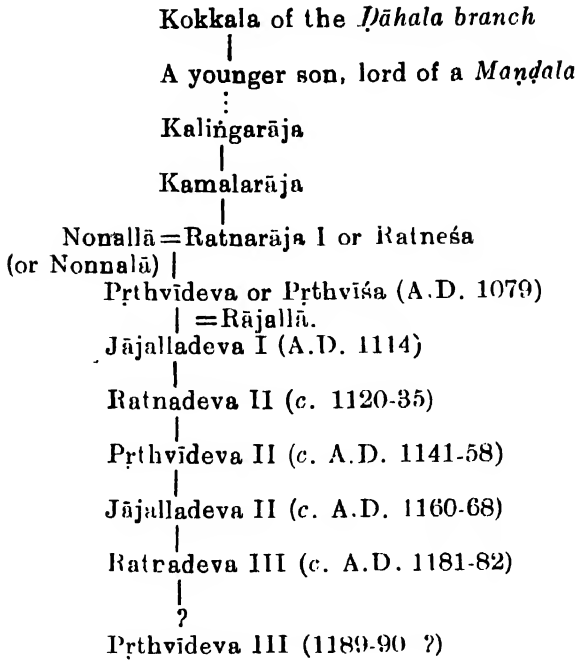 Kokkala of the Ḍāhala branch
A younger son, lord of a Maṇḍala
Kaliṅgarāja
Kamalarāja
Nonallā = Ratnarāja I or Ratneśa
(or Nonnalā)
Pṛthvīdeva or Pṛthvīśa (A.D. 1079)
= Rājallā.
Jājalladeva I (A.D. 1114)
Ratnadeva II (c. 1120-35)
Pṛthvīdeva II (c. A.D. 1141-58)
Jājalladeva II (c. A.D. 1160-68)
Ratnadeva III (c. A.D. 1181-82)
?
Pṛthvīdeva III (1189-90 ?)